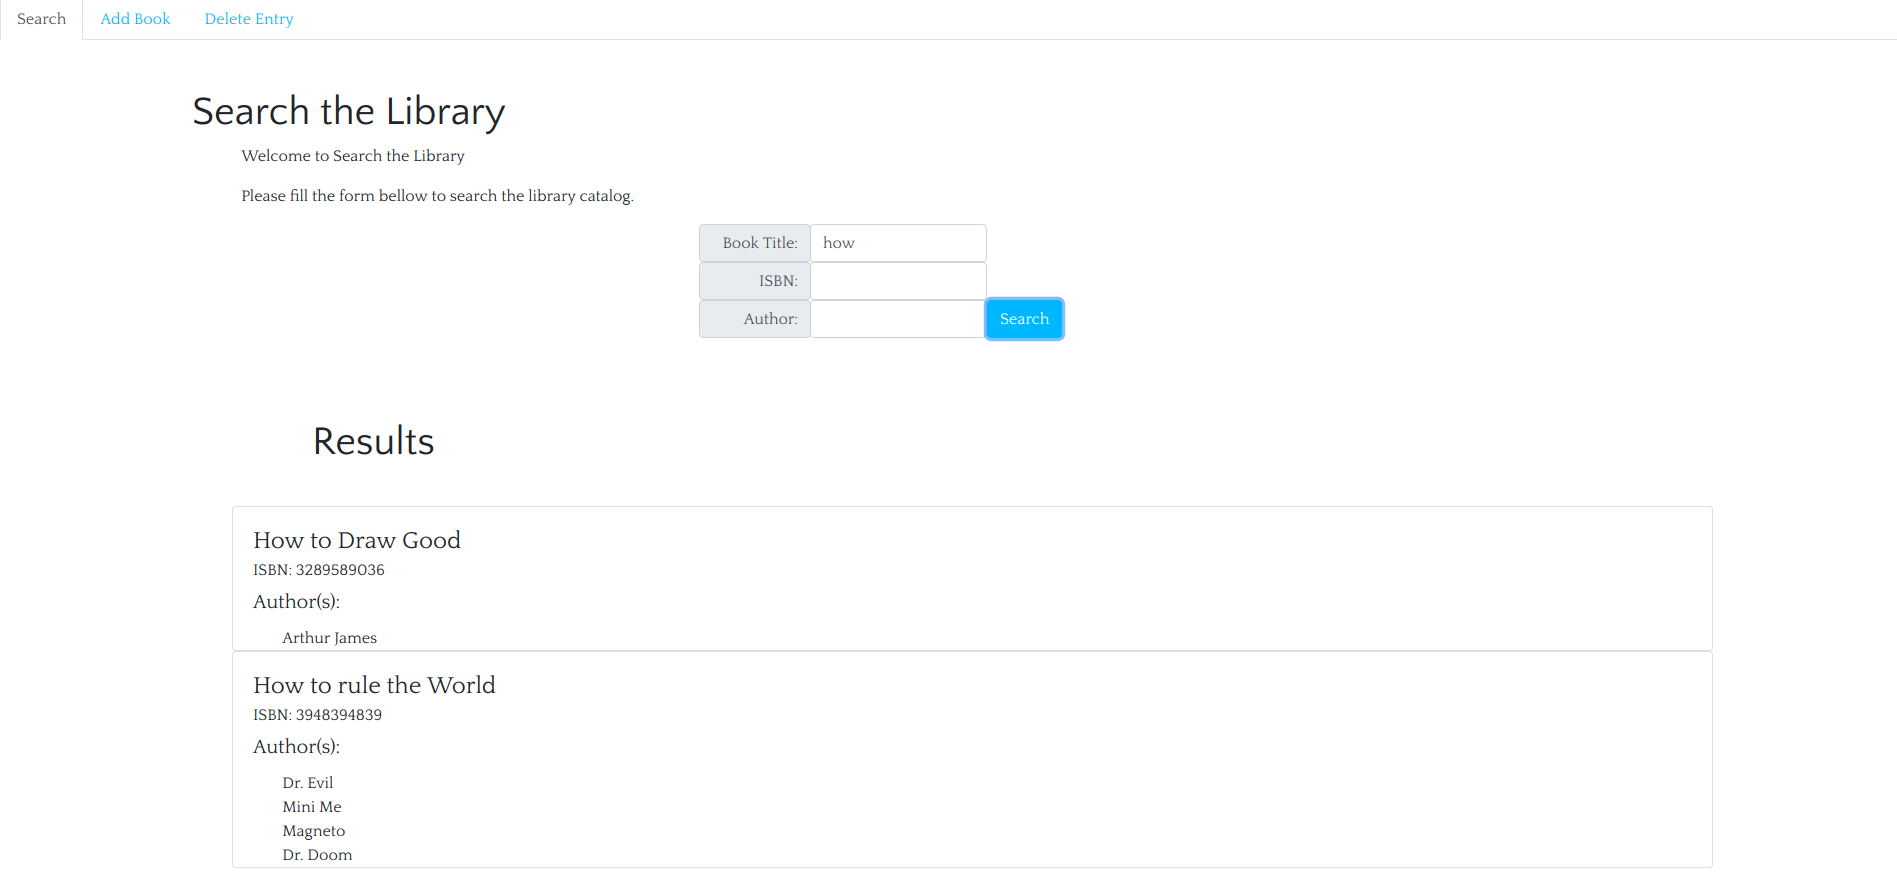 Search Add Book Delete Entry
Search the Library
Welcome to Search the Library
Please fill the form bellow to search the library catalog.
Book Title: how
ISBN:
Author: Search
Results
How to Draw Good
ISBN: 3289589036
Author(s):
Arthur James
How to rule the World
ISBN: 3948394839
Author(s):
Dr. Evil
Mini Me
Magneto
Dr. Doom